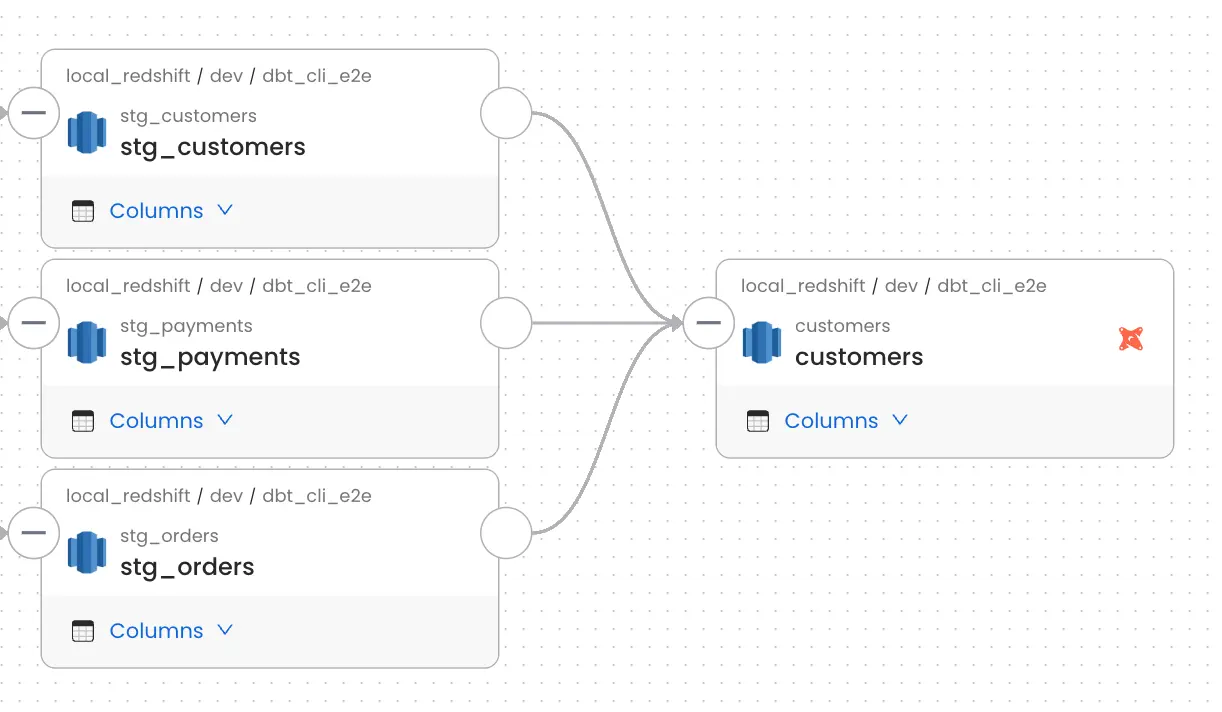 local_redshift / dev / dbt_cli_e2e
stg_customers
stg_customers
Columns
local_redshift / dev / dbt_cli_e2e
stg_payments
stg_payments
Columns
local_redshift / dev / dbt_cli_e2e
stg_orders
stg_orders
Columns
local_redshift / dev / dbt_cli_e2e
customers
customers
Columns